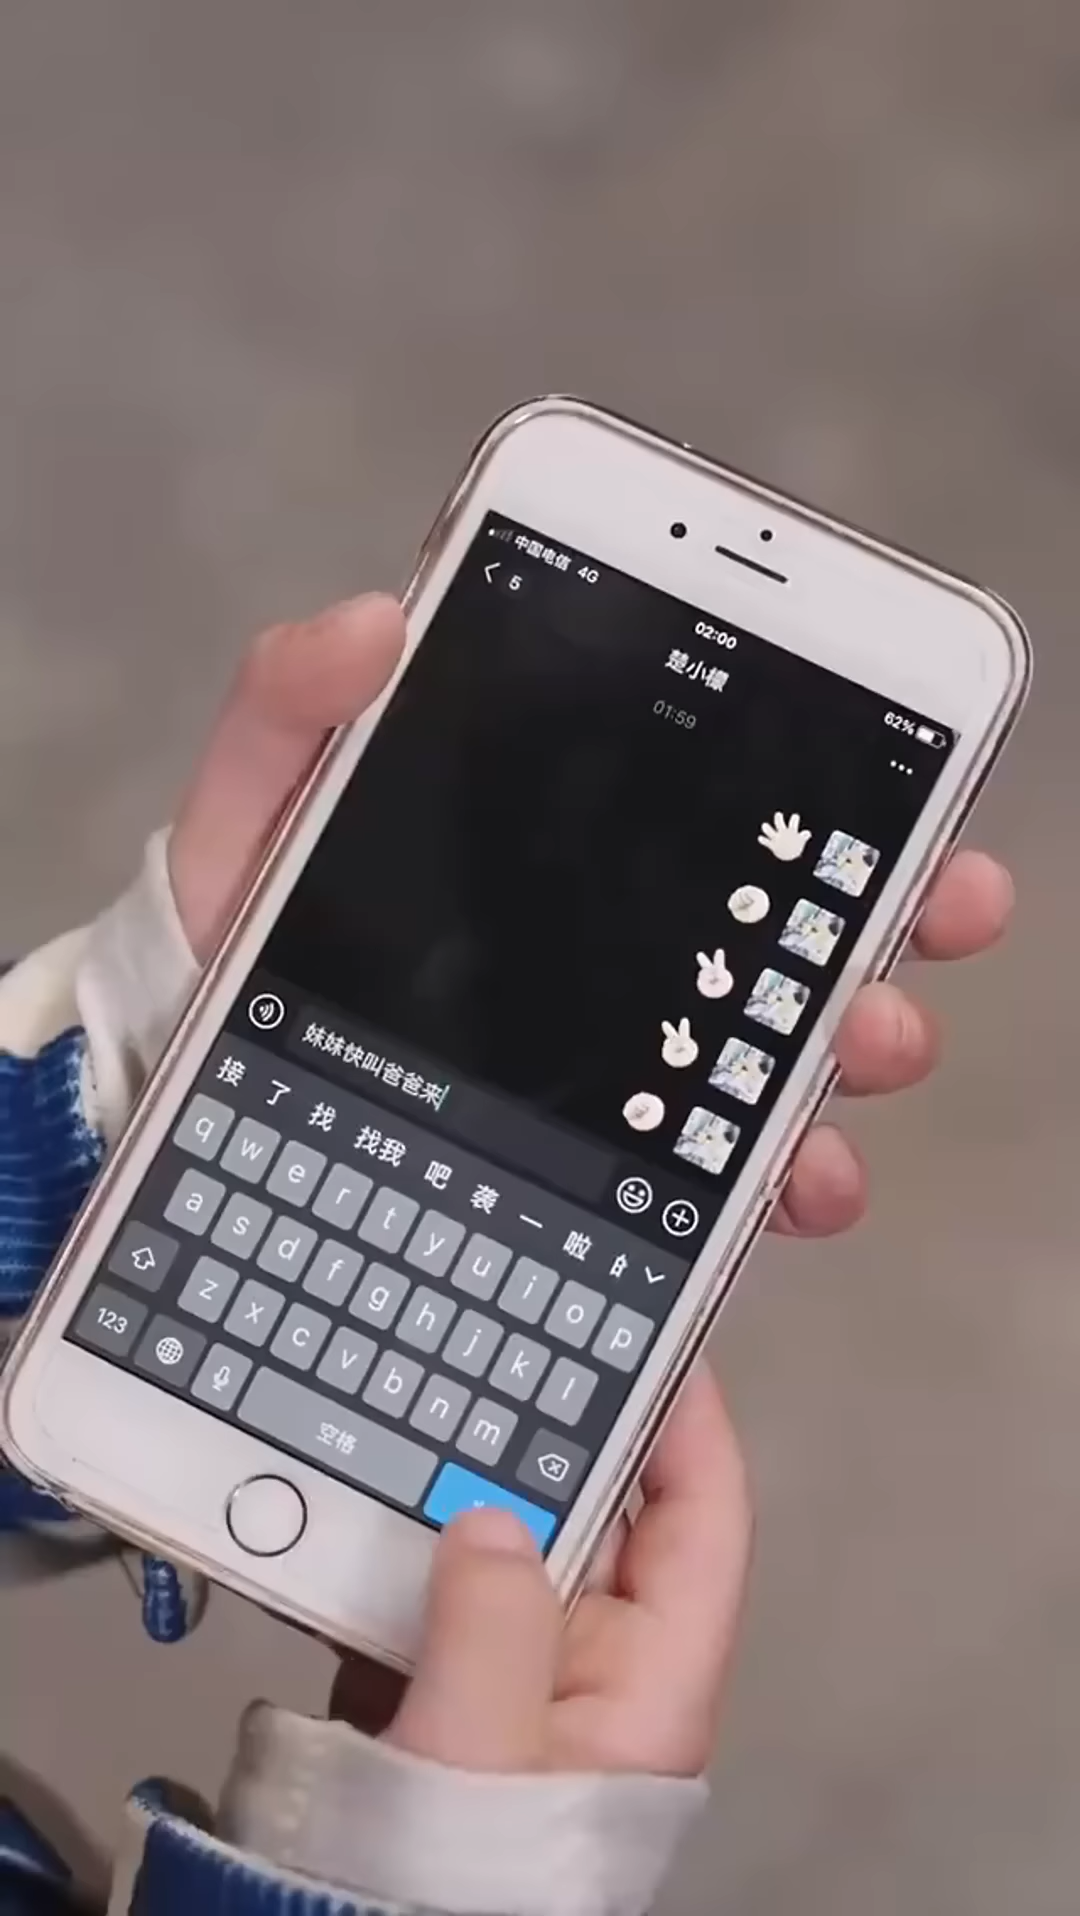 中国电信 4G
02:00
62%
5
楚小檬
01:59
妹妹快叫爸爸来
接 了 找 找我 吧 袭 一 啦
q w e r t y u i o p
a s d f g h j k l
z x c v b n m
123
空格